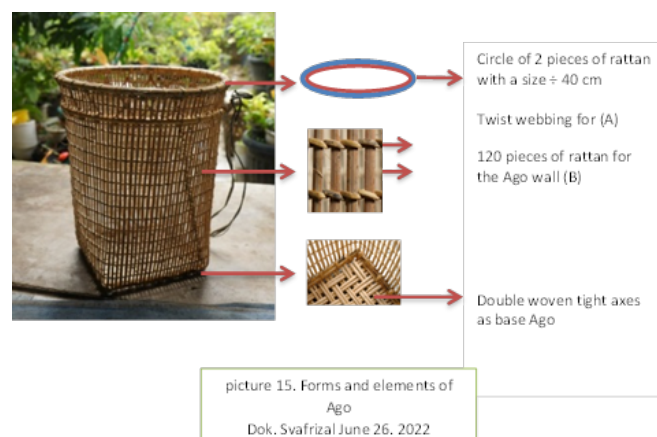 Circle of 2 pieces of rattan
with a size ÷ 40 cm
Twist webbing for (A)
120 pieces of rattan for
the Ago wall (B)
Double woven tight axes
as base Ago
picture 15. Forms and elements of
Ago
Dok. Syafrizal June 26, 2022